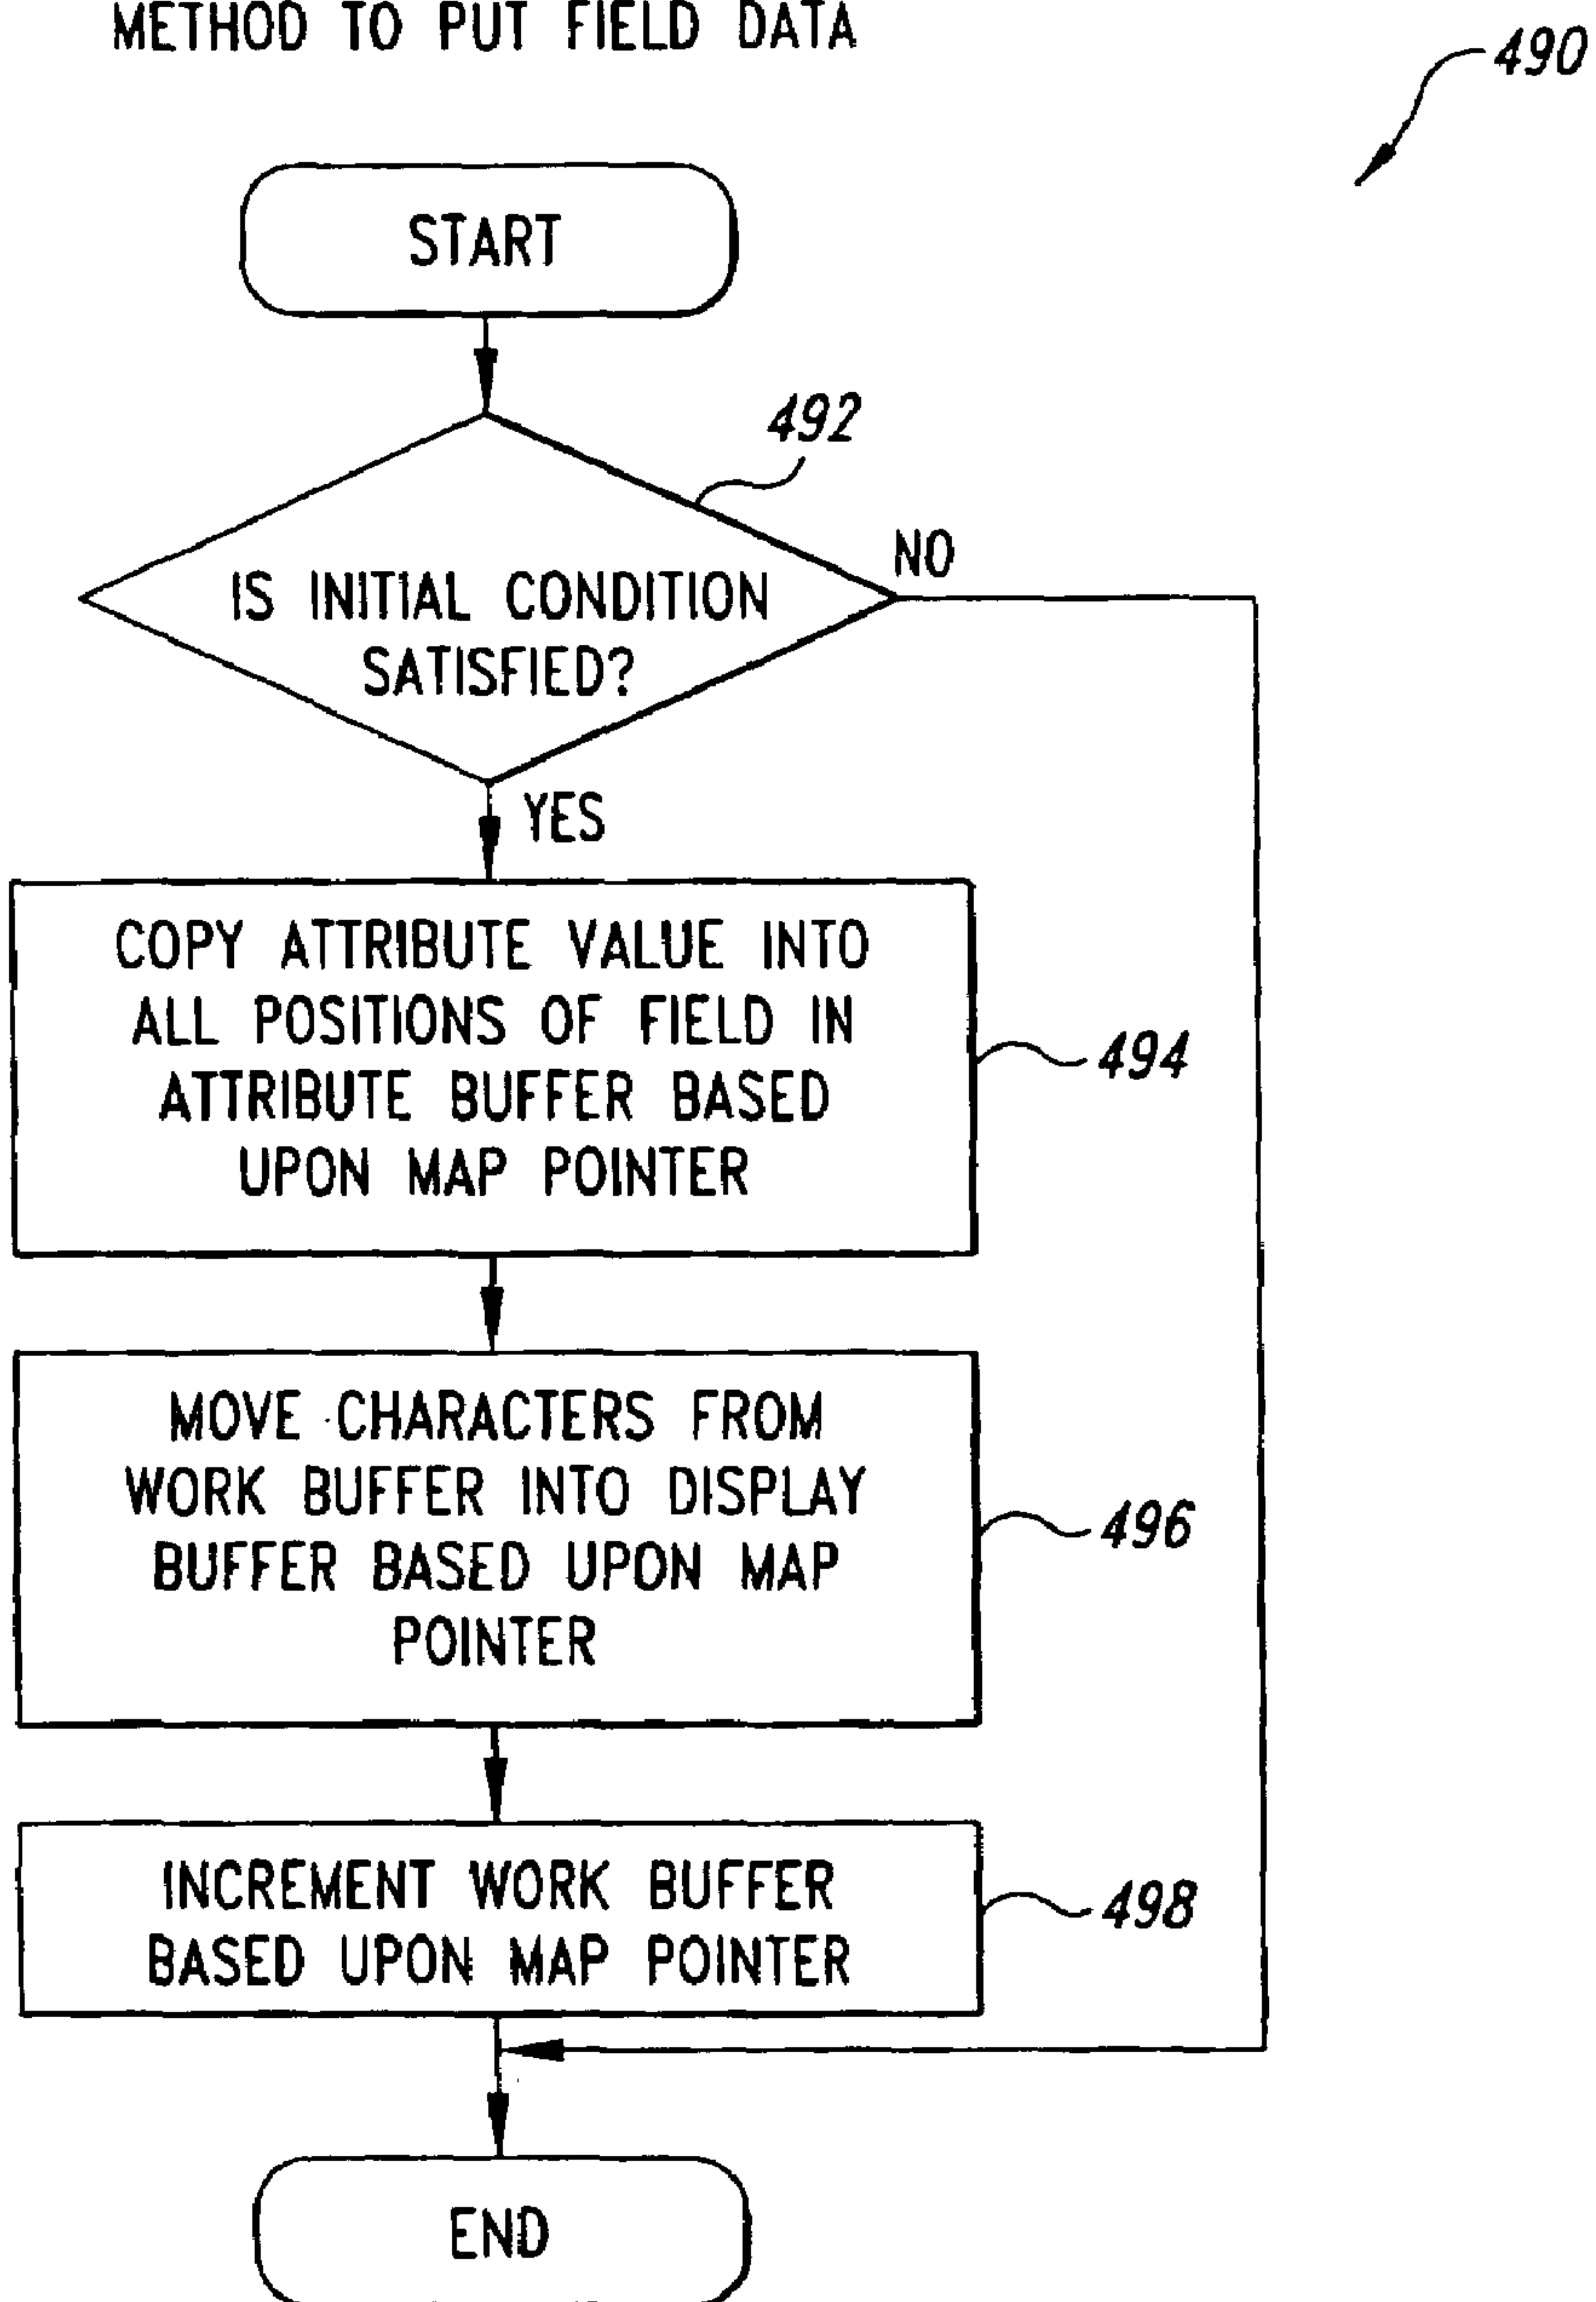 METHOD TO PUT FIELD DATA
490
START
492
NO
IS INITIAL CONDITION
SATISFIED?
YES
COPY ATTRIBUTE VALUE INTO
ALL POSITIONS OF FIELD IN
ATTRIBUTE BUFFER BASED
UPON MAP POINTER
494
MOVE CHARACTERS FROM
WORK BUFFER INTO DISPLAY
BUFFER BASED UPON MAP
POINTER
496
INCREMENT WORK BUFFER
BASED UPON MAP POINTER
498
END